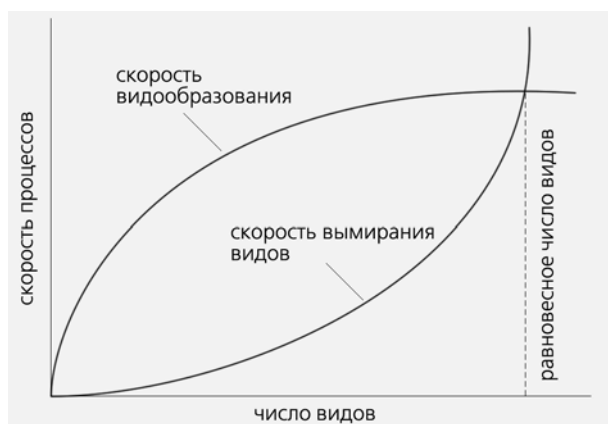 скорость
видообразования
скорость вымирания
видов
скорость процессов
равновесное число видов
число видов